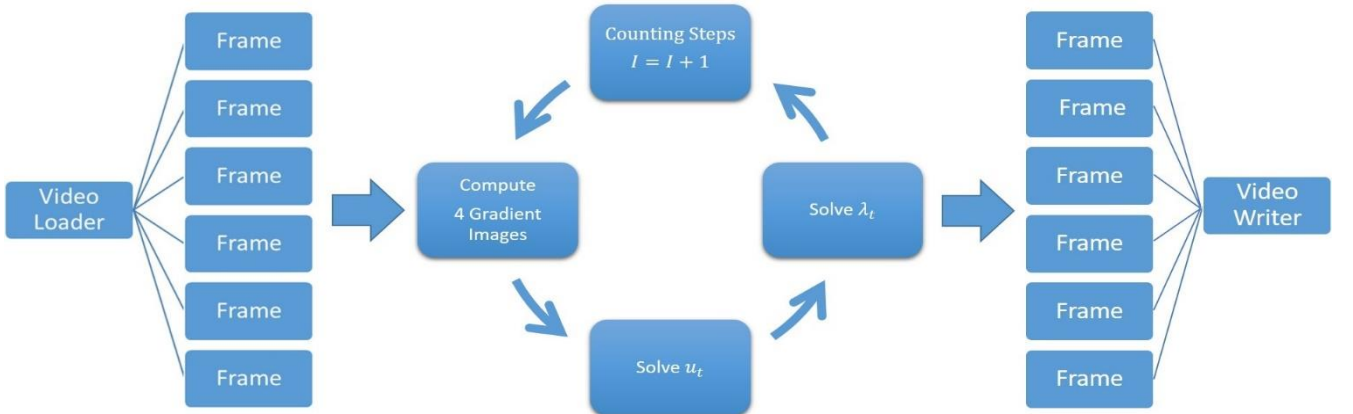 Video
Loader
Frame
Frame
Frame
Frame
Frame
Frame
Counting Steps
I = I + 1
Compute
4 Gradient
Images
Solve u_t
Solve λ_t
Frame
Frame
Frame
Frame
Frame
Frame
Video
Writer